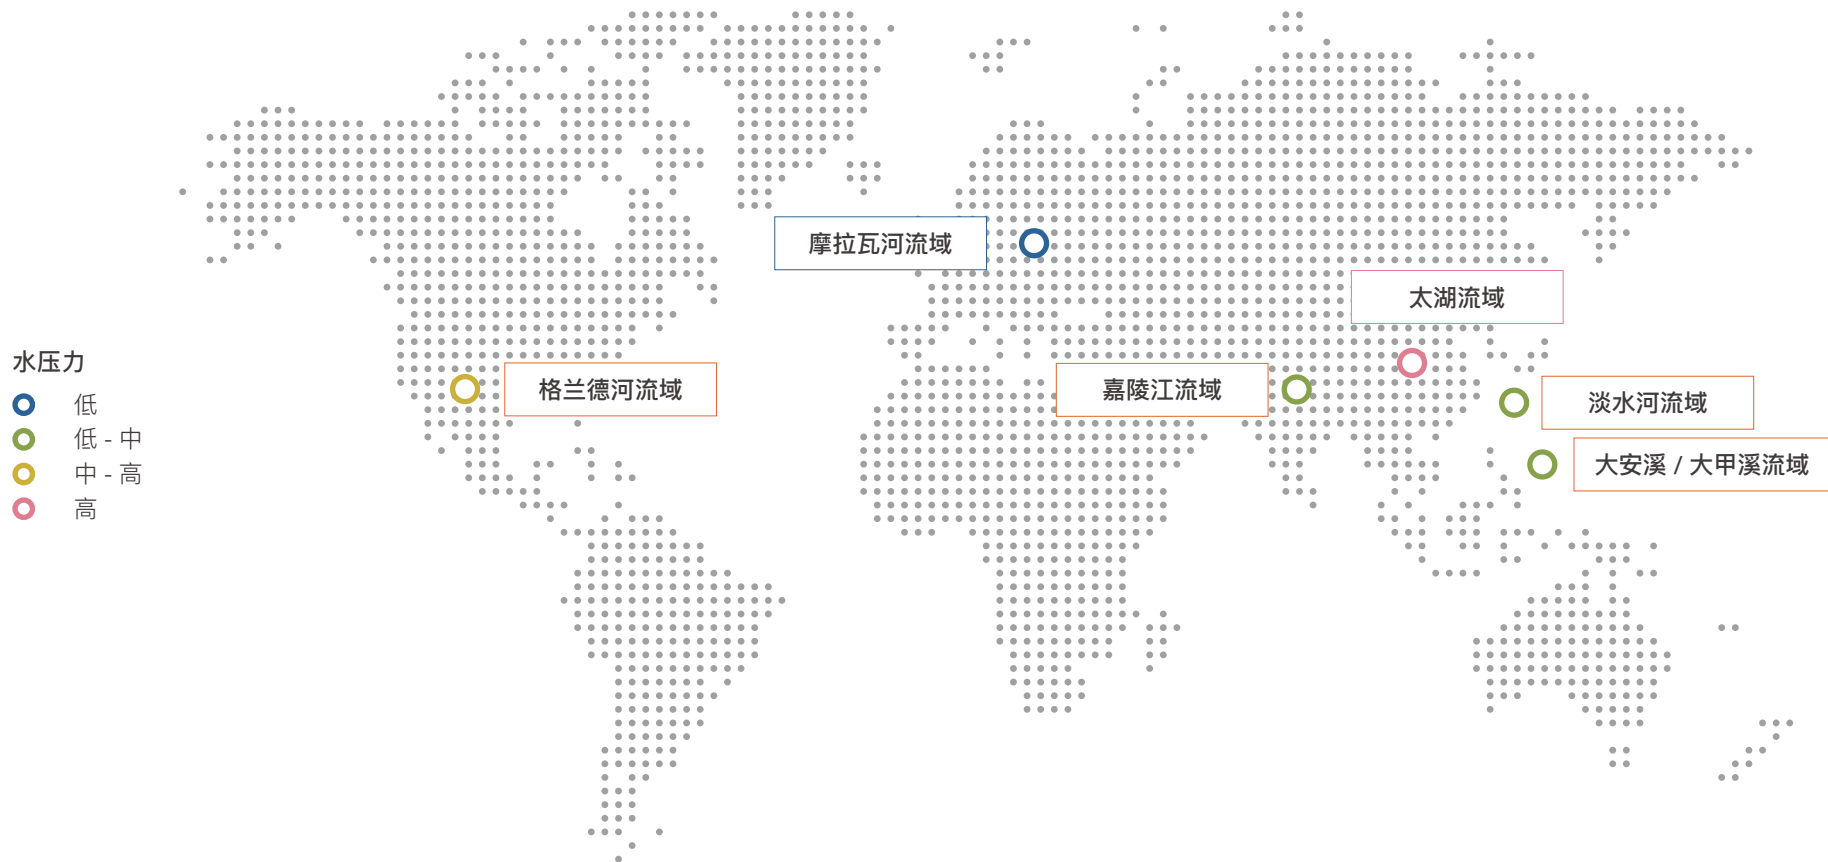 摩拉瓦河流域
太湖流域
水压力
低
低 - 中
中 - 高
高
格兰德河流域
嘉陵江流域
淡水河流域
大安溪 / 大甲溪流域